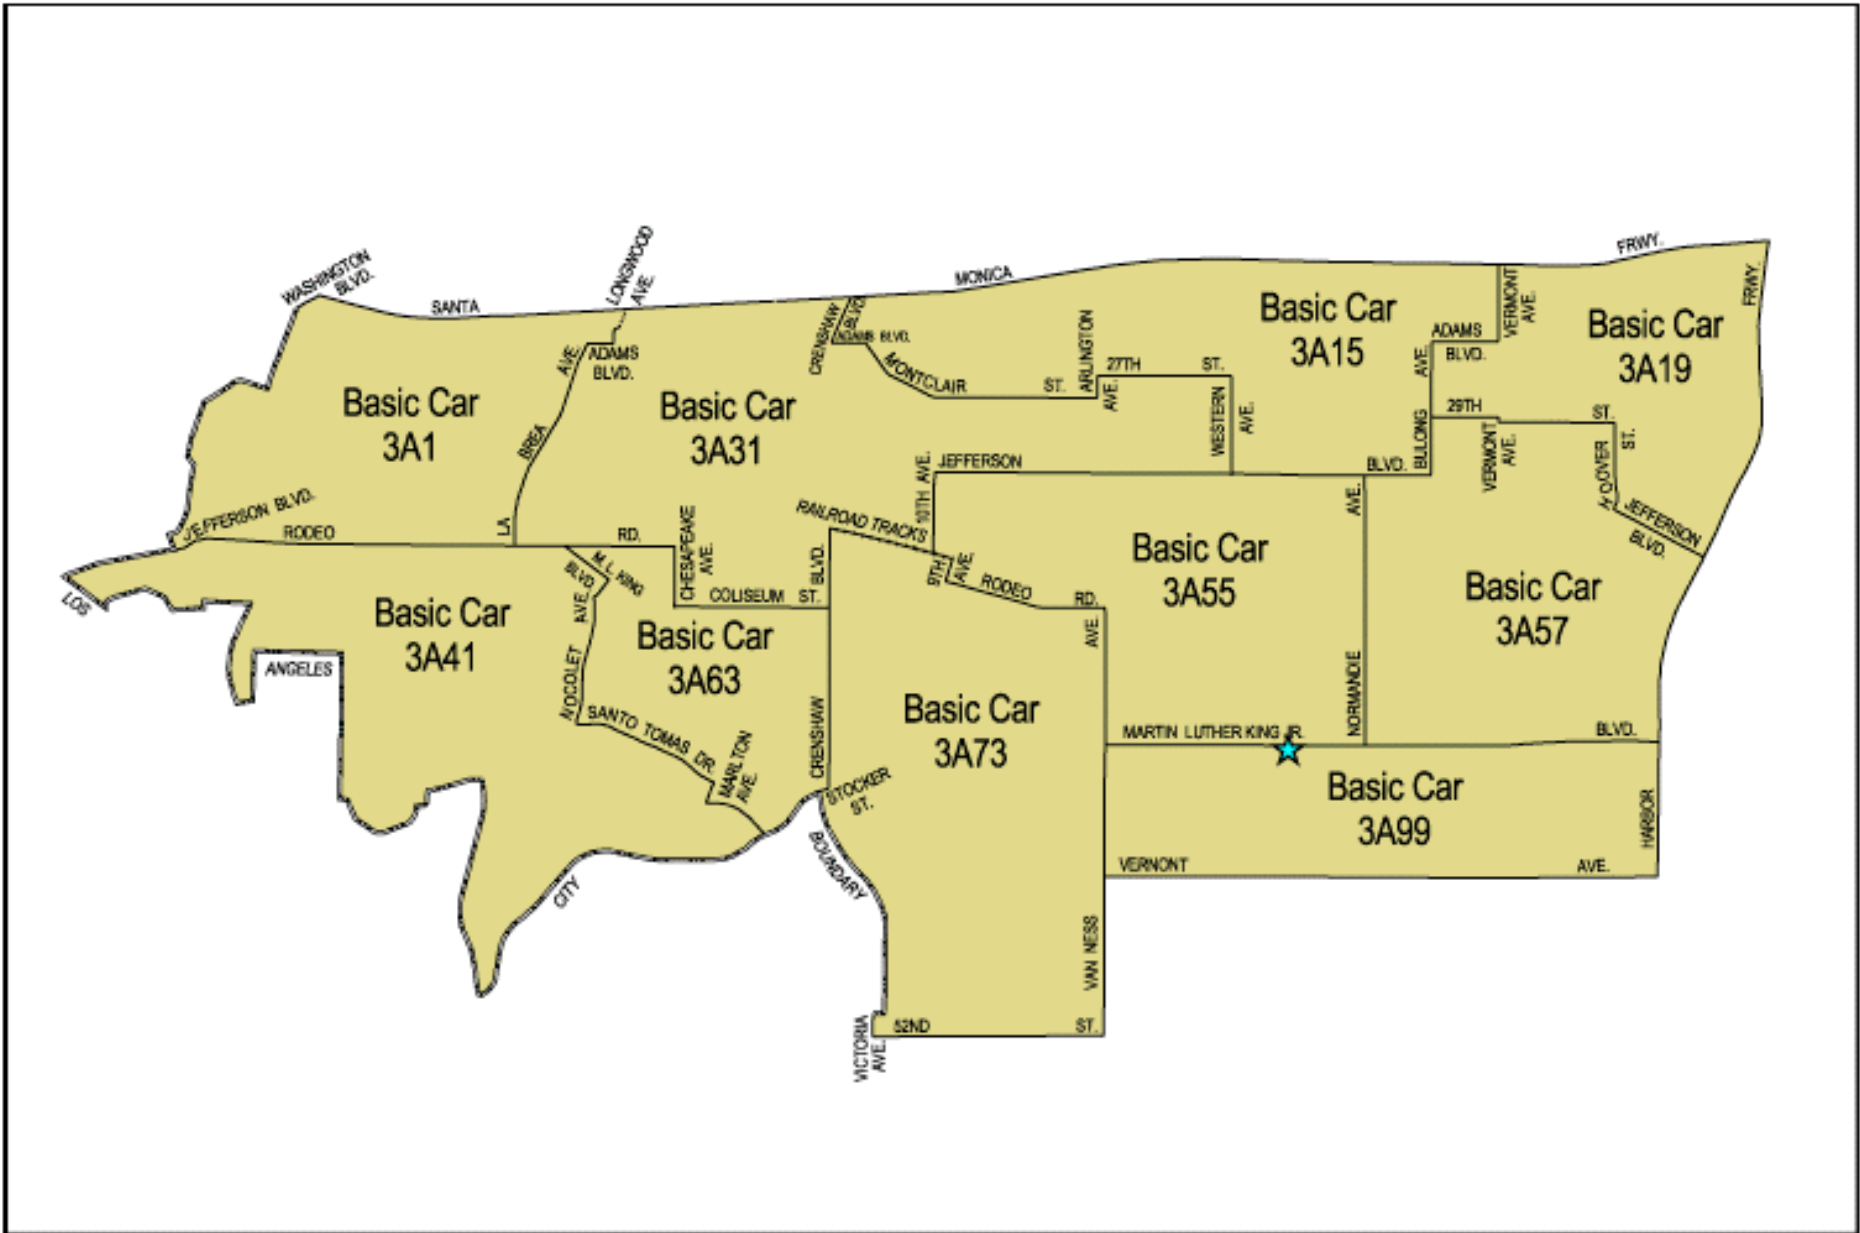 WASHINGTON
BLVD.
SANTA
LONGWOOD
AVE.
MONICA
FRWY.
FRWY.
Basic Car
3A1
AVE.
ADAMS
BLVD.
BREA
LA
Basic Car
3A31
CRENSHAW
BLVD.
ADAMS BLVD.
MONTCLAIR
ST.
ARLINGTON
AVE.
27TH
ST.
WESTERN
AVE.
Basic Car
3A15
VERMONT
AVE.
ADAMS
BLVD.
AVE.
BULONG
Basic Car
3A19
29TH
ST.
VERMONT
AVE.
ST.
JEFFERSON
BLVD.
JEFFERSON BLVD.
RODEO
RD.
CHESAPEAKE
AVE.
RAILROAD TRACKS
10TH AVE.
JEFFERSON
BLVD.
M. L. KING
BLVD.
COLISEUM ST.
BLVD.
9TH
AVE.
RODEO
RD.
AVE.
Basic Car
3A55
AVE.
NORMANDIE
Basic Car
3A57
LOS
ANGELES
Basic Car
3A41
AVE.
NOCOLET
Basic Car
3A63
SANTO TOMAS DR.
MARLTON
AVE.
CRENSHAW
STOCKER
ST.
Basic Car
3A73
MARTIN LUTHER KING JR.
BLVD.
Basic Car
3A99
HARBOR
VERNONT
AVE.
CITY
BOUNDARY
VAN NESS
VICTORIA
AVE.
52ND
ST.